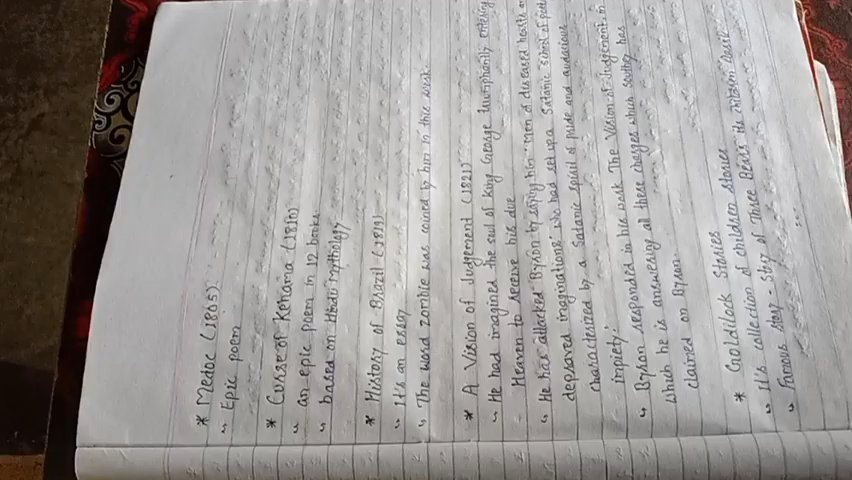 * Medoc (1805)
↳ Epic poem
* Curse of Kehama (1810)
↳ an epic poem in 12 books
↳ based on Hindu Mythology
* History of Brazil (1819)
↳ It's an essay
↳ The word zombie was coined by him in this work.
* A Vision of Judgement (1821)
↳ He had imagined the soul of King George triumphantly entering
Heaven to receive his due
↳ He has attacked Byron by saying him 'men of diseased hearts
depraved imaginations' who had set up a Satanic school of
characterized by a Satanic spirit of pride and audacious
impiety'.
↳ Byron responded in his work The Vision of Judgement, in
which he is answering all these charges which Southey has
claimed on Byron
* Goldilock Stories
↳ It's collection of children stories
↳ Famous story - Story of Three Bears its children